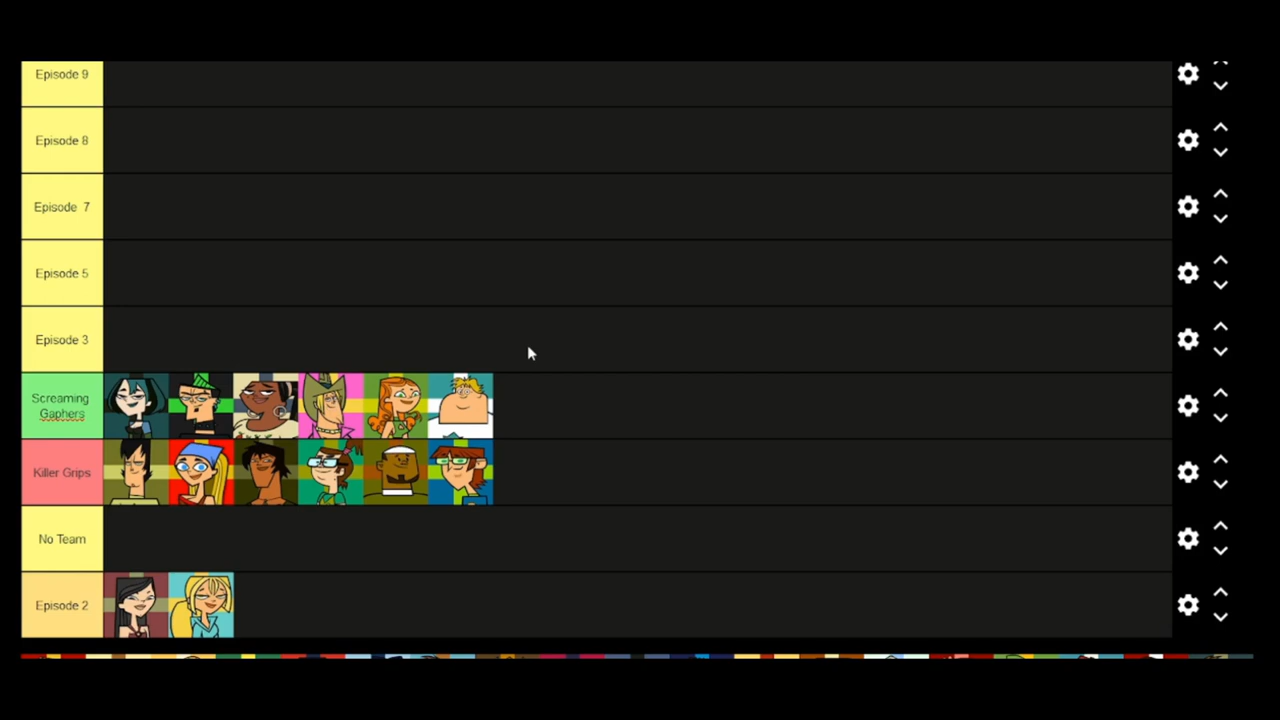 Episode 9
Episode 8
Episode 7
Episode 5
Episode 3
Screaming
Gaphers
Killer Grips
No Team
Episode 2